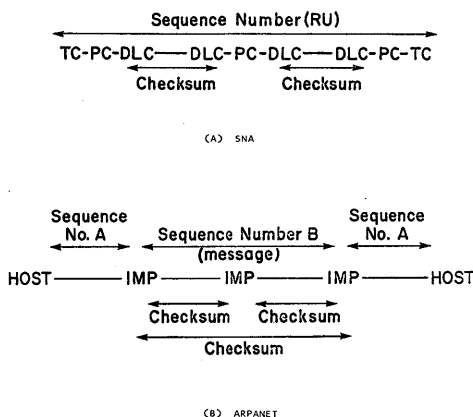 Sequence Number (RU)
TC-PC-DLC—DLC-PC-DLC—DLC-PC-TC
Checksum Checksum
(A) SNA
Sequence No. A
Sequence Number B (message)
Sequence No. A
HOST—IMP—IMP—IMP—HOST
Checksum Checksum
Checksum
(B) ARPANET